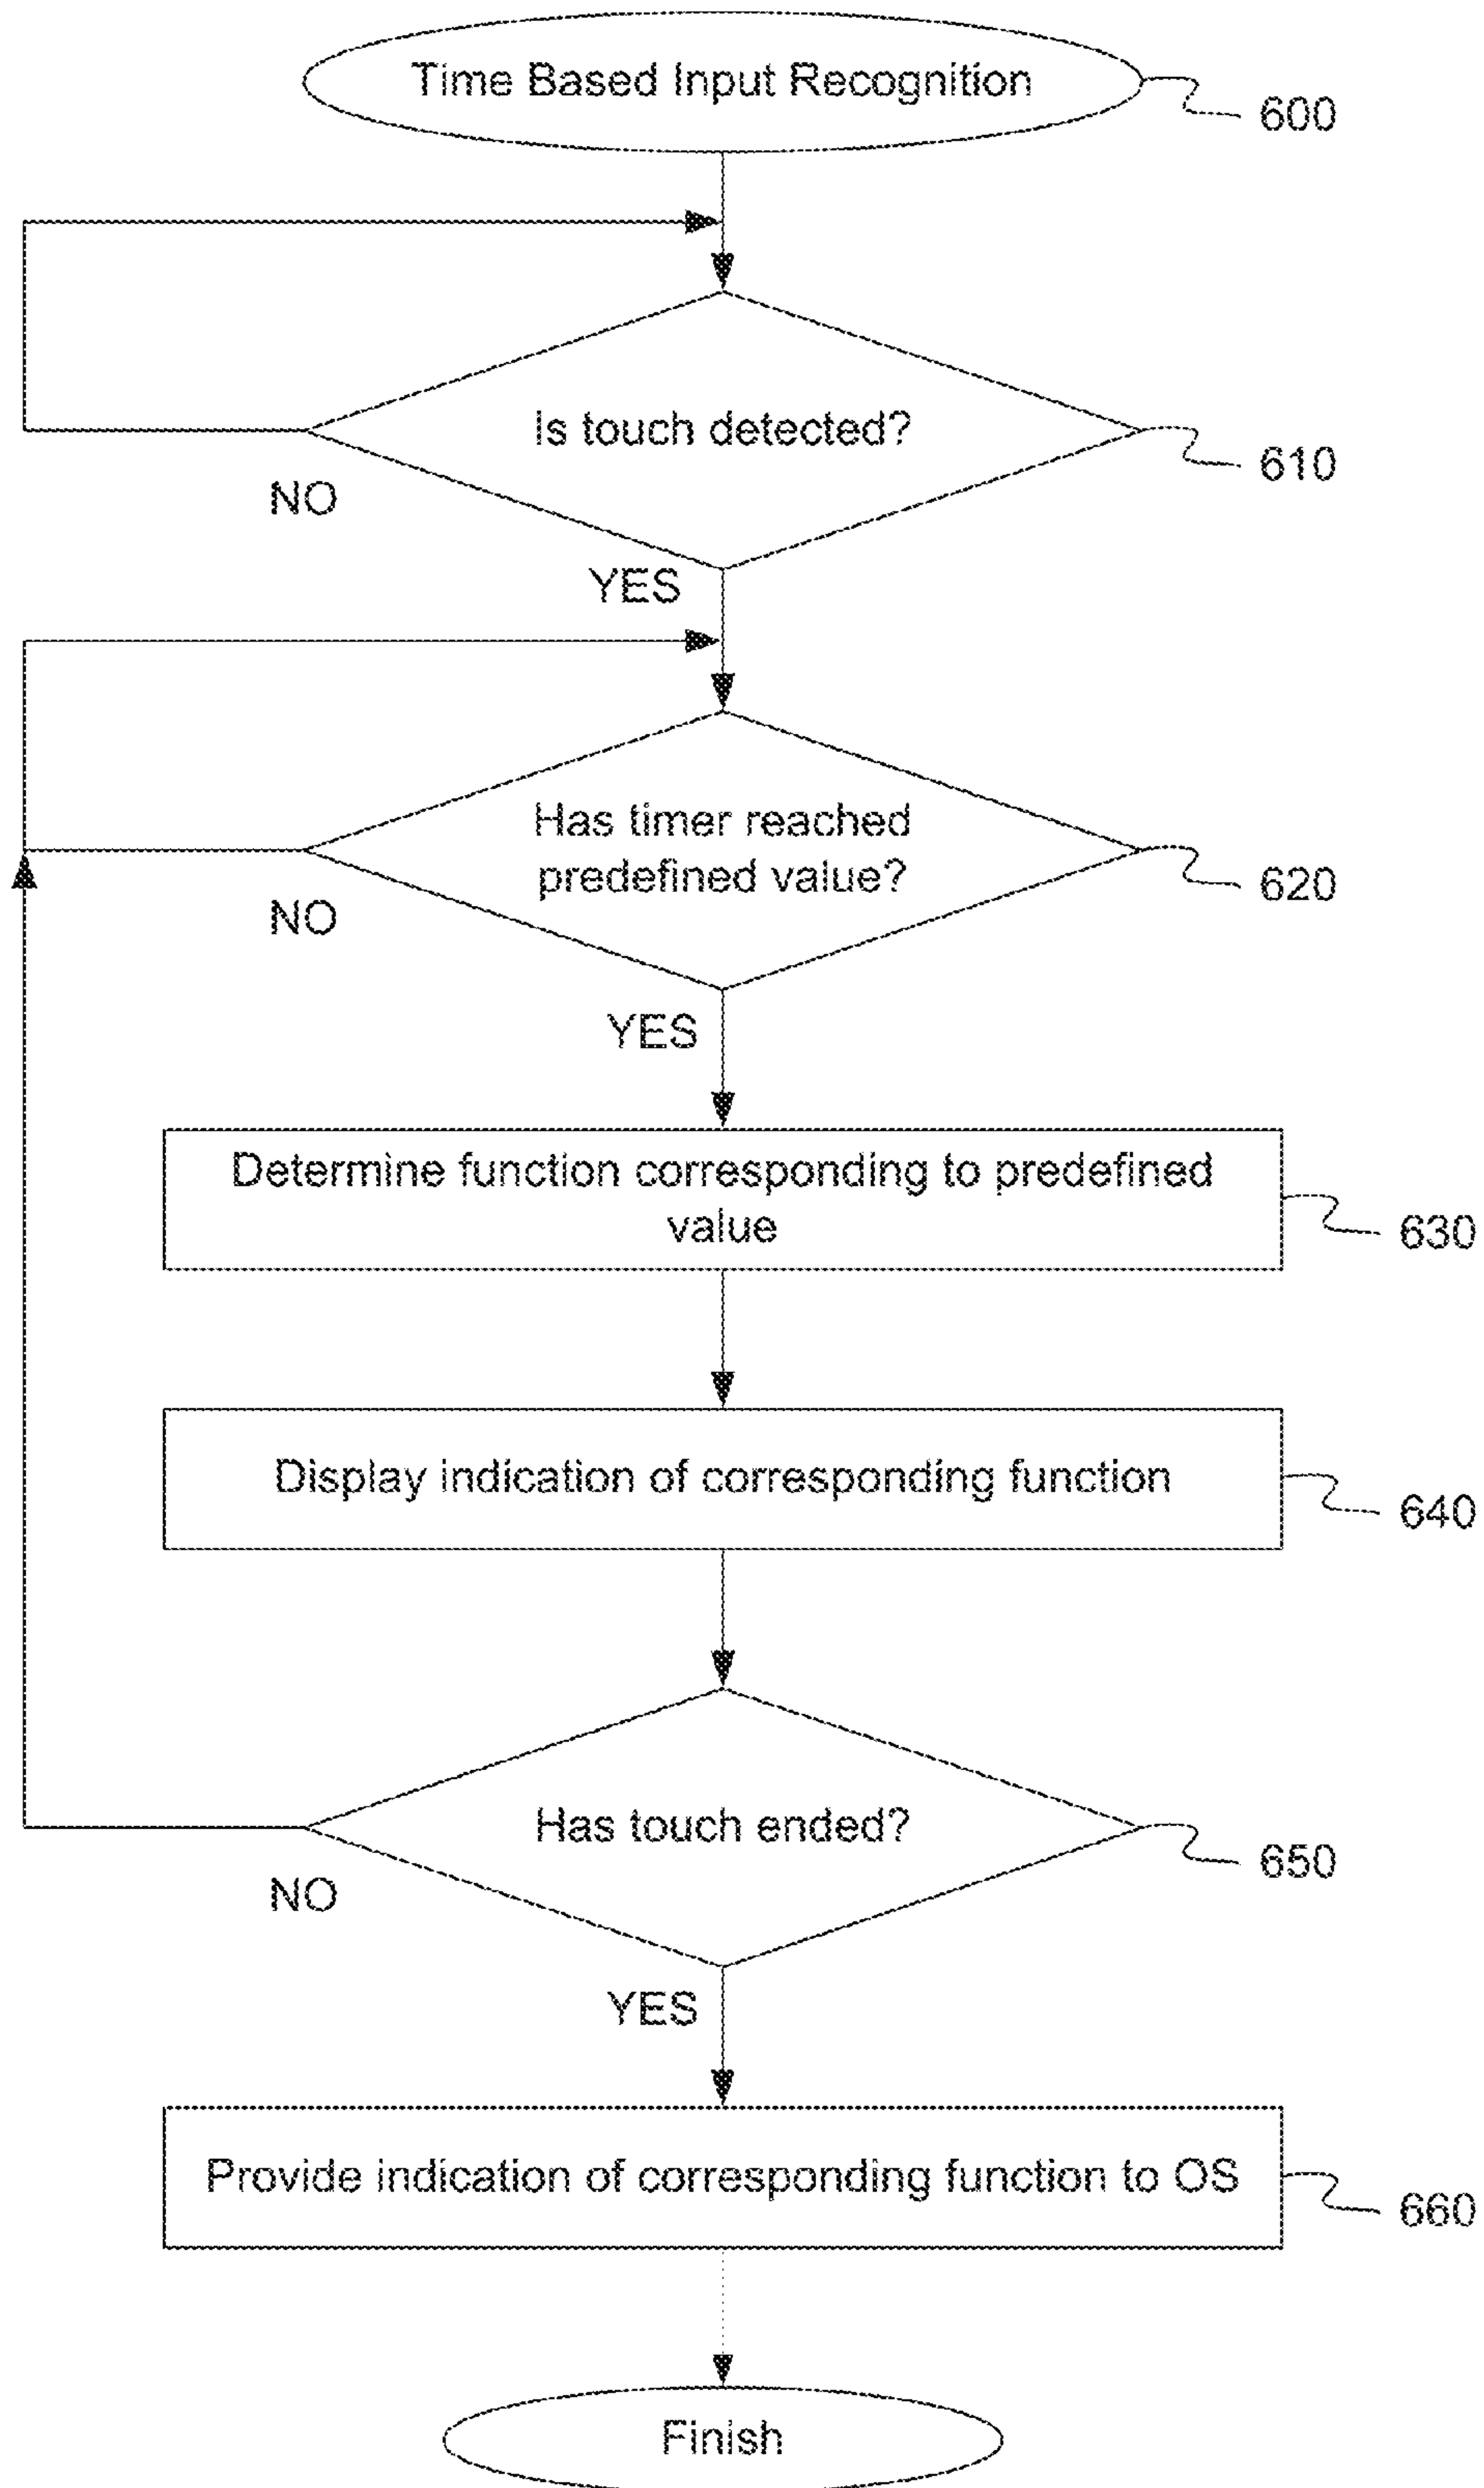 Time Based Input Recognition
600
Is touch detected?
610
NO
YES
Has timer reached
predefined value?
620
NO
YES
Determine function corresponding to predefined
value
630
Display indication of corresponding function
640
Has touch ended?
650
NO
YES
Provide indication of corresponding function to OS
660
Finish